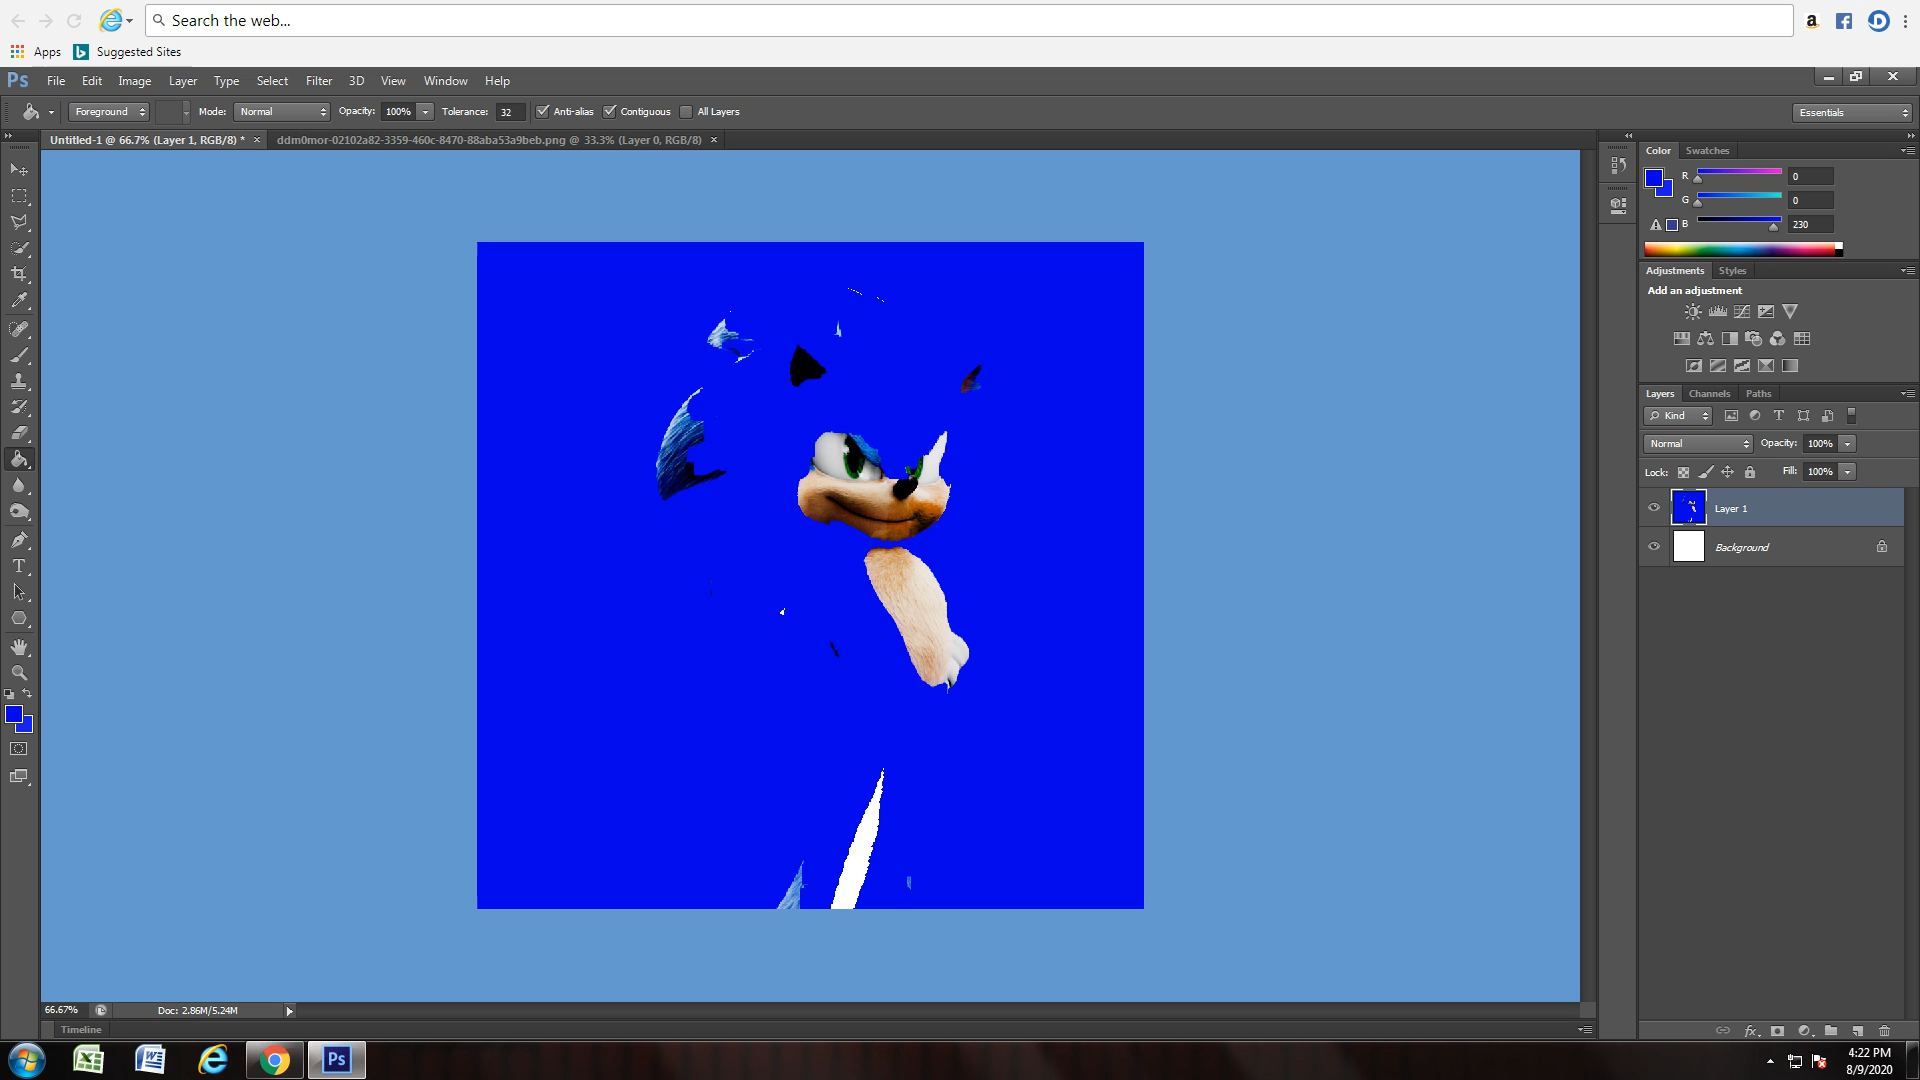 Search the web...
a
Apps
Suggested Sites
Ps File Edit Image Layer Type Select Filter 3D View Window Help
Foreground Mode: Normal Opacity: 100% Tolerance: 32 Anti-alias Contiguous All Layers Essentials
Untitled-1 @ 66.7% (Layer 1, RGB/8) * × ddm0mor-02102a82-3359-460c-8470-88aba53a9beb.png @ 33.3% (Layer 0, RGB/8) ×
Color Swatches
R 0
G 0
B 230
Adjustments Styles
Add an adjustment
Layers Channels Paths
Kind
Normal Opacity: 100%
Lock: Fill: 100%
Layer 1
Background
66.67% Doc: 2.86M/5.24M
Timeline
Ps
4:22 PM
8/9/2020